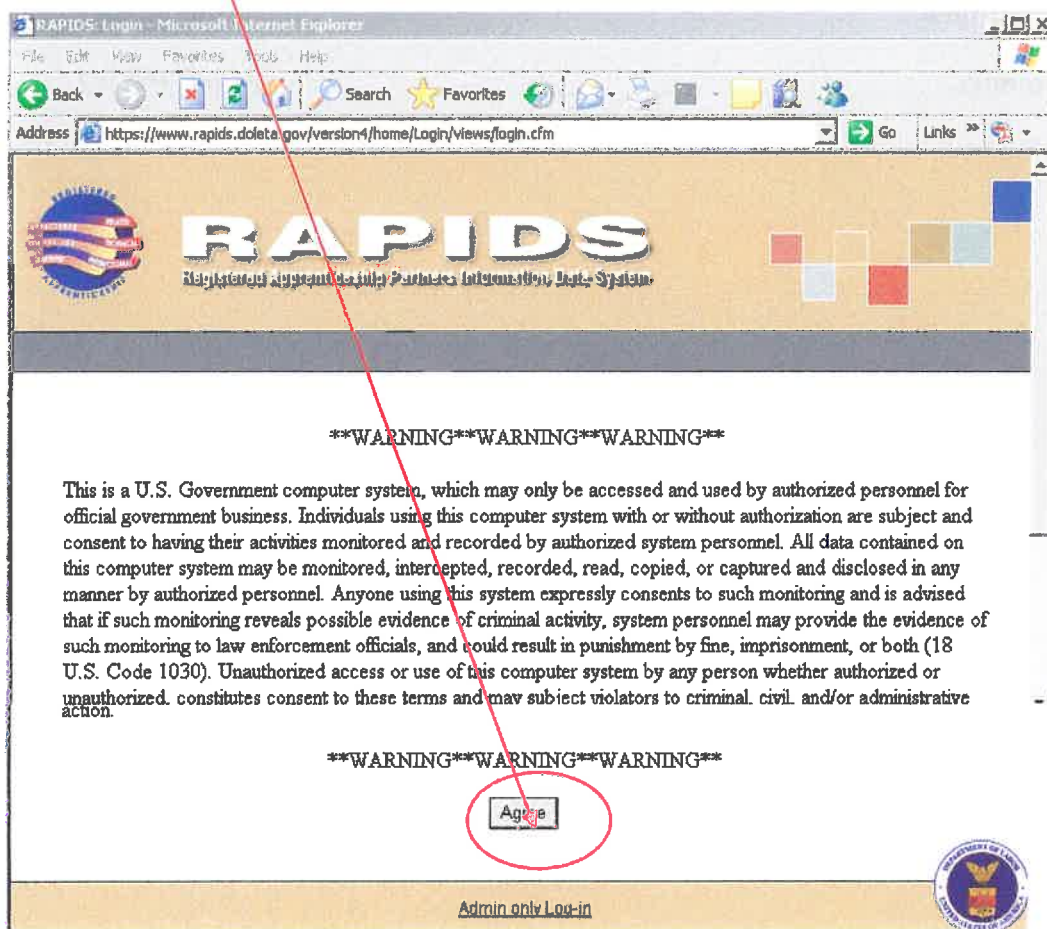 RAPIDS: Login - Microsoft Internet Explorer
File Edit View Favorites Tools Help
Back Search Favorites
Address https://www.rapids.doleta.gov/version4/home/Login/views/login.cfm Go Links »
REGISTERED
APPRENTICESHIP
RAPIDS
Registered Apprenticeship Partners Information Data System
**WARNING**WARNING**WARNING**
This is a U.S. Government computer system, which may only be accessed and used by authorized personnel for
official government business. Individuals using this computer system with or without authorization are subject and
consent to having their activities monitored and recorded by authorized system personnel. All data contained on
this computer system may be monitored, intercepted, recorded, read, copied, or captured and disclosed in any
manner by authorized personnel. Anyone using this system expressly consents to such monitoring and is advised
that if such monitoring reveals possible evidence of criminal activity, system personnel may provide the evidence of
such monitoring to law enforcement officials, and could result in punishment by fine, imprisonment, or both (18
U.S. Code 1030). Unauthorized access or use of this computer system by any person whether authorized or
unauthorized, constitutes consent to these terms and may subject violators to criminal, civil, and/or administrative
action.
**WARNING**WARNING**WARNING**
Agree
DEPARTMENT OF LABOR
UNITED STATES OF AMERICA
Admin only Log-in